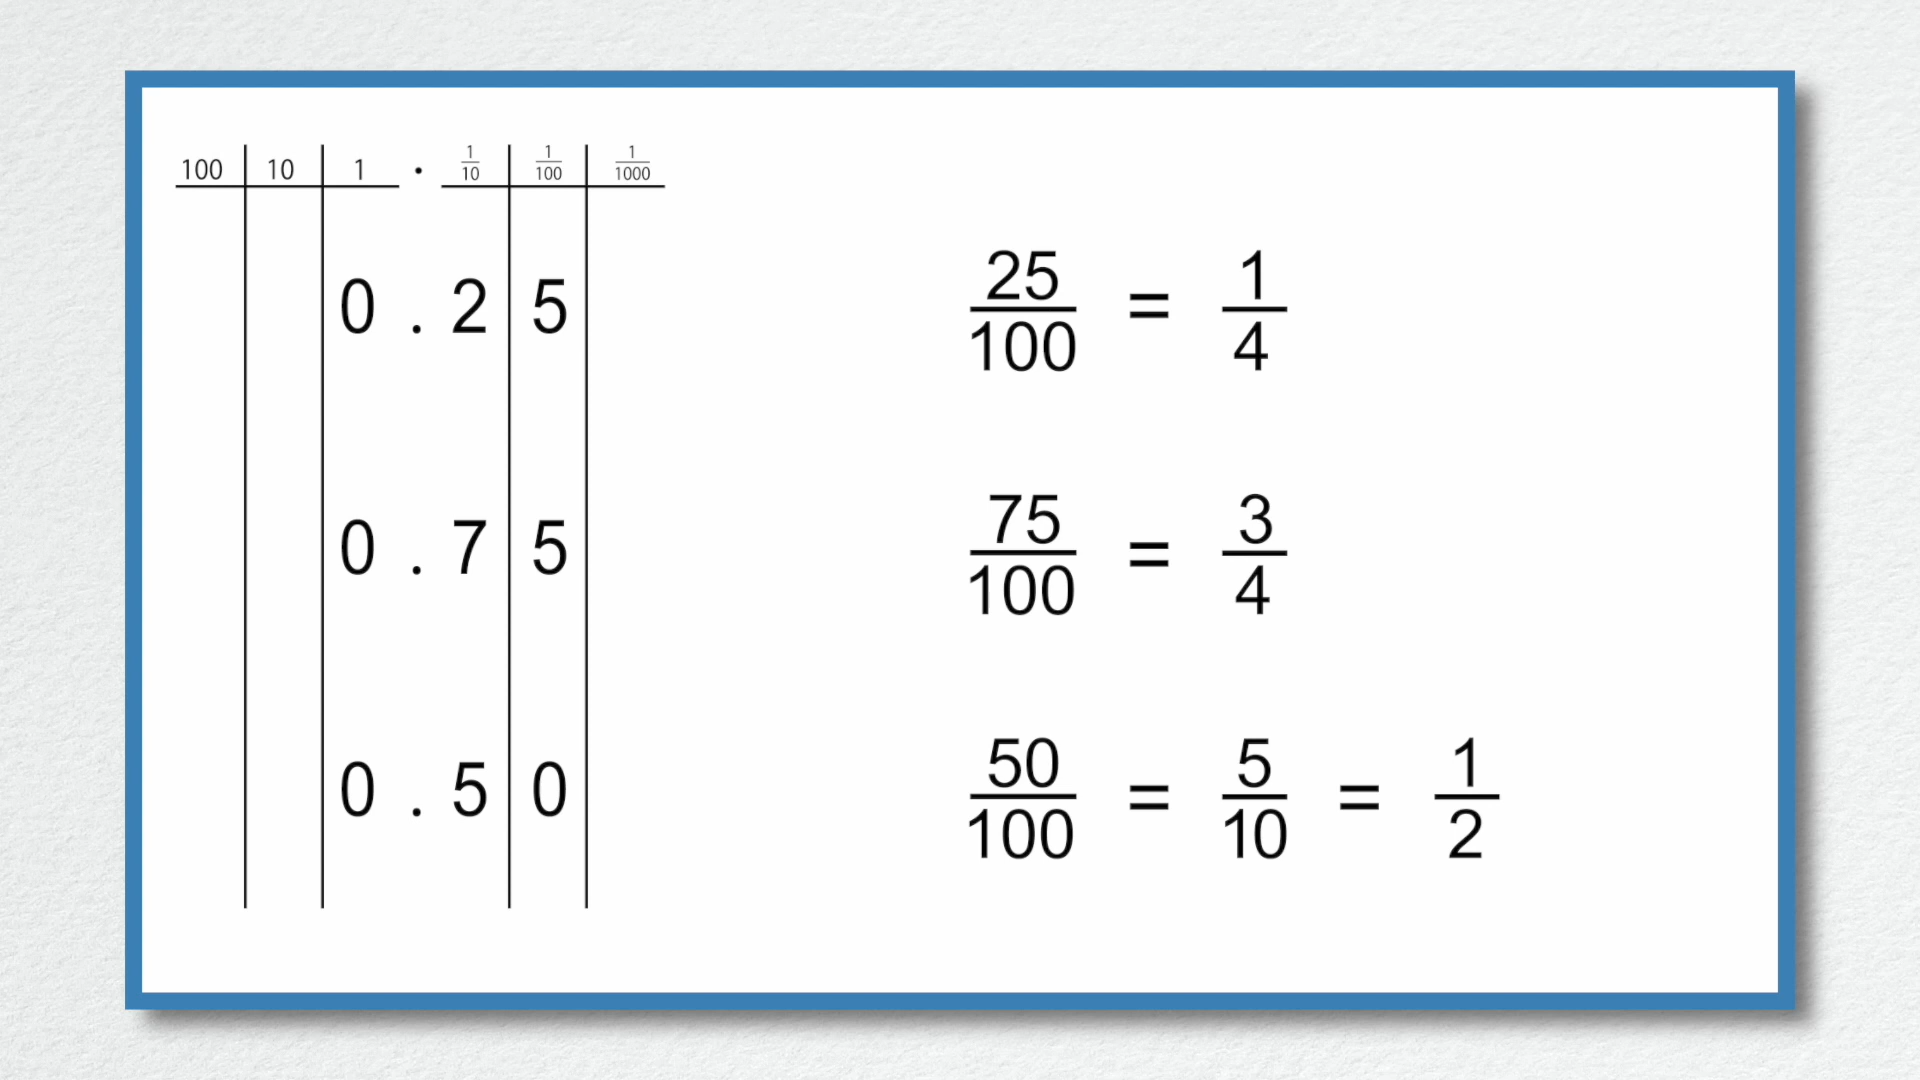 100 10 1 . 1/10 1/100 1/1000
0 . 2 5 25/100 = 1/4
0 . 7 5 75/100 = 3/4
0 . 5 0 50/100 = 5/10 = 1/2